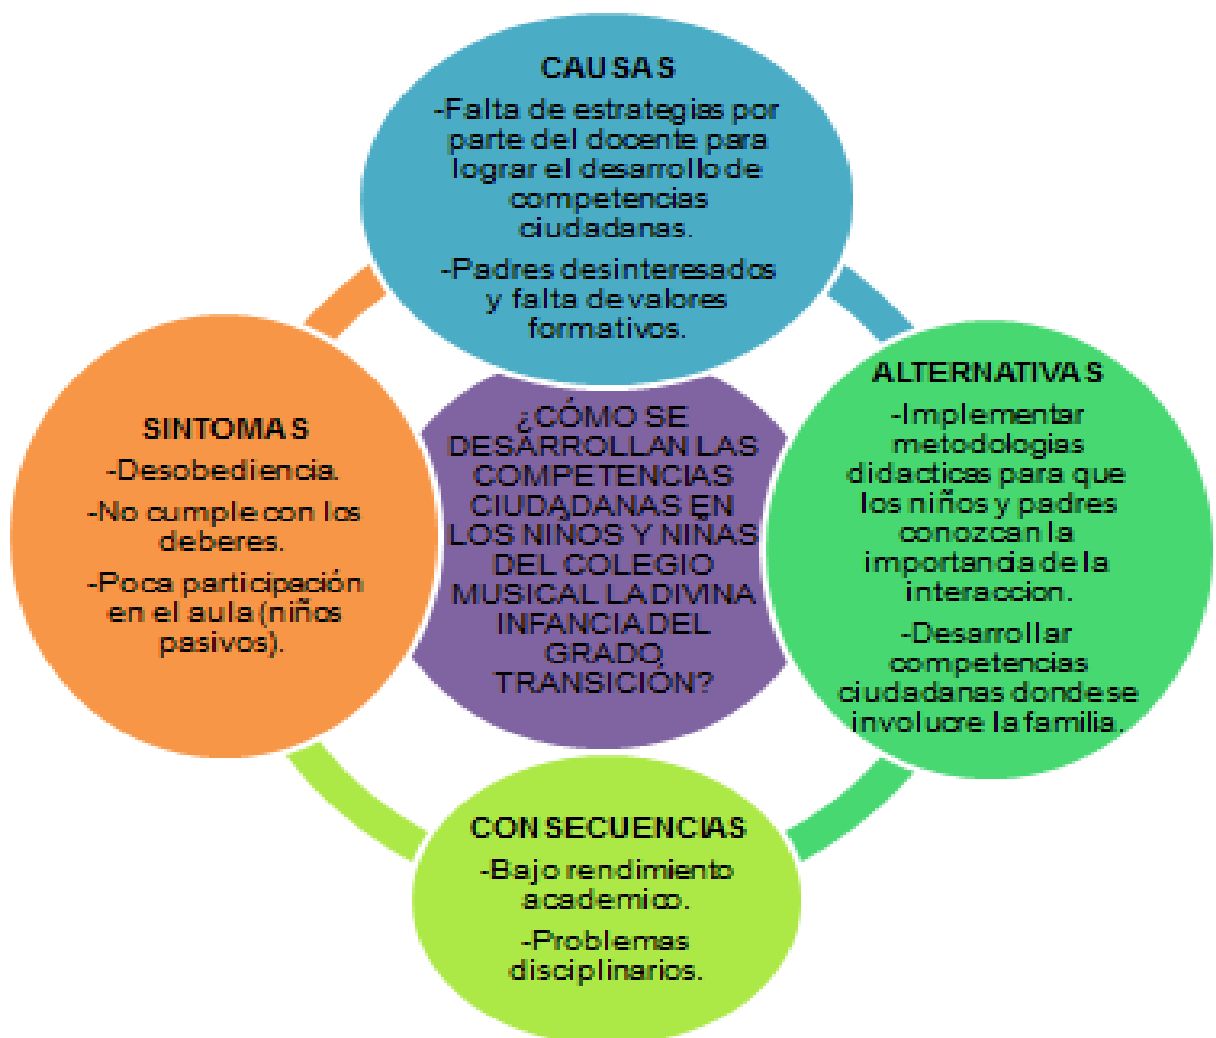 CAUSAS
-Falta de estrategias por
parte del docente para
lograr el desarrollo de
competencias
ciudadanas.
-Padres desinteresados
y falta de valores
formativos.
SINTOMAS
-Desobediencia.
-No cumple con los
deberes.
-Poca participación
en el aula (niños
pasivos).
¿CÓMO SE
DESARROLLAN LAS
COMPETENCIAS
CIUDADANAS EN
LOS NIÑOS Y NIÑAS
DEL COLEGIO
MUSICAL LA DIVINA
INFANCIA DEL
GRADO
TRANSICIÓN?
ALTERNATIVAS
-Implementar
metodologias
didacticas para que
los niños y padres
conozcan la
importancia de la
interaccion.
-Desarrollar
competencias
ciudadanas donde se
involucre la familia.
CONSECUENCIAS
-Bajo rendimiento
academico.
-Problemas
disciplinarios.